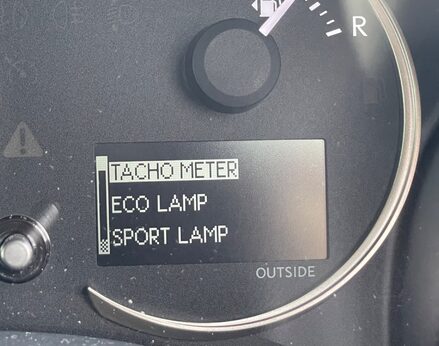 R
TACHO METER
ECO LAMP
SPORT LAMP
OUTSIDE